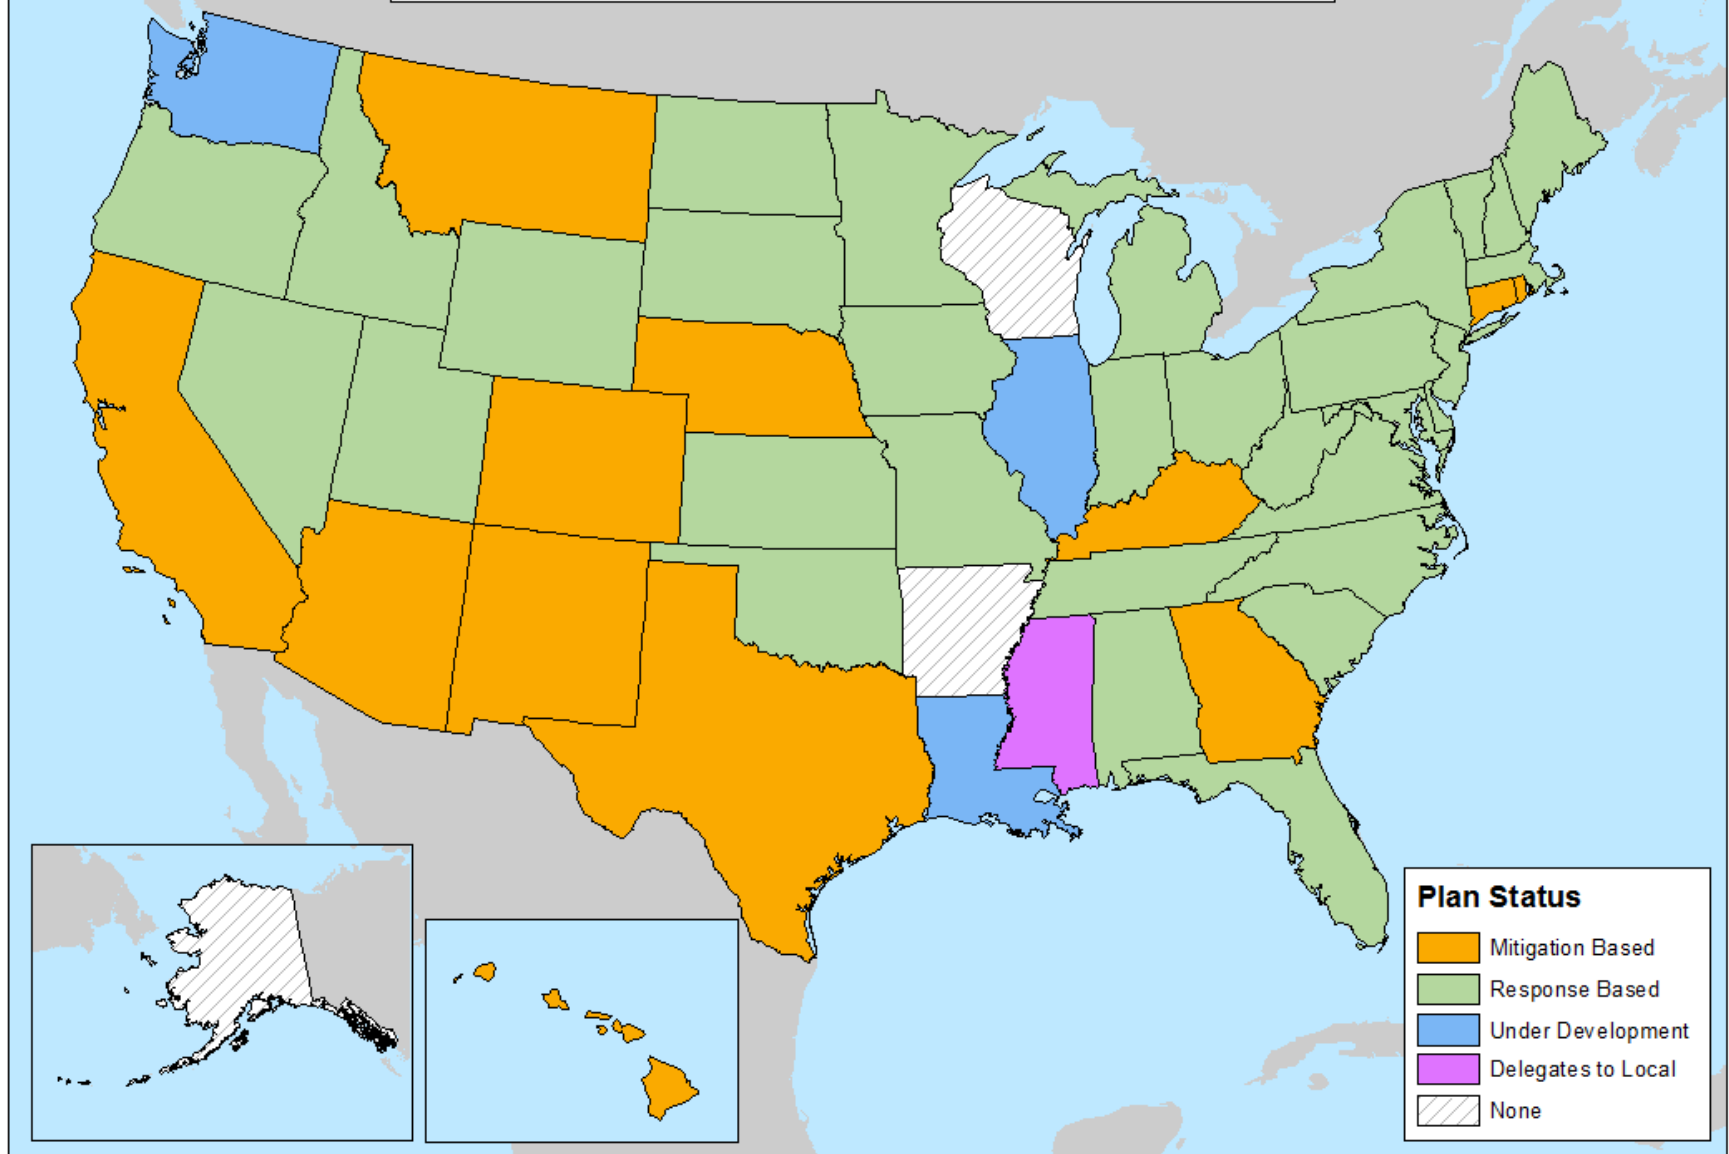 Plan Status
Mitigation Based
Response Based
Under Development
Delegates to Local
None